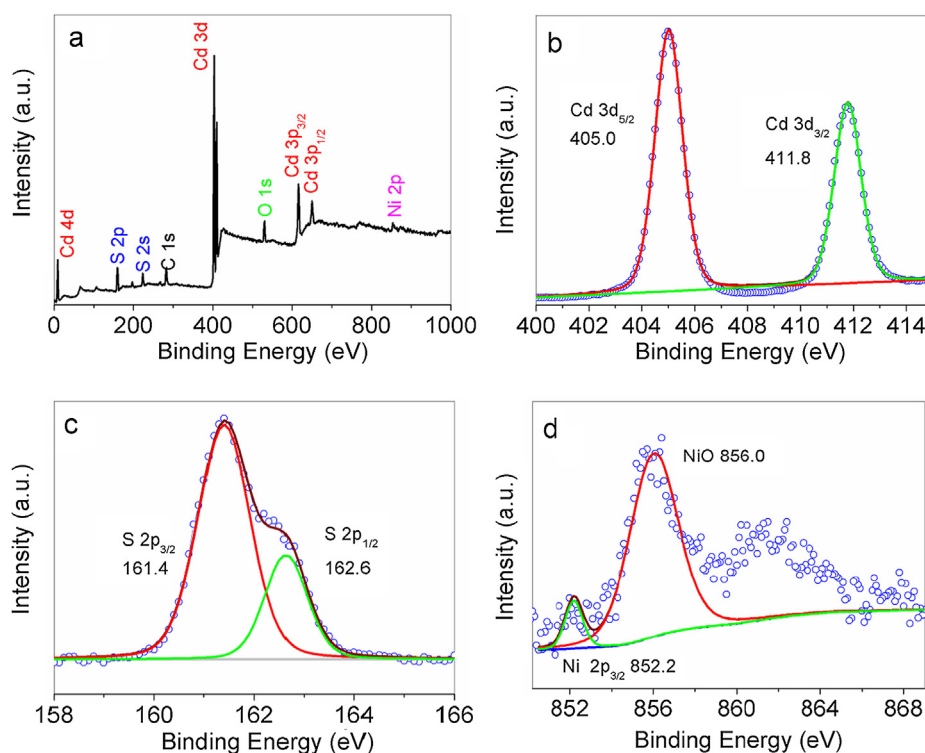 a
Cd 4d
S 2p
S 2s
C 1s
Cd 3d
O 1s
Cd 3p3/2
Cd 3p1/2
Ni 2p
Intensity (a.u.)
0 200 400 600 800 1000
Binding Energy (eV)
b
Cd 3d5/2
405.0
Cd 3d3/2
411.8
Intensity (a.u.)
400 402 404 406 408 410 412 414
Binding Energy (eV)
c
S 2p3/2
161.4
S 2p1/2
162.6
Intensity (a.u.)
158 160 162 164 166
Binding Energy (eV)
d
NiO 856.0
Ni 2p3/2 852.2
Intensity (a.u.)
852 856 860 864 868
Binding Energy (eV)